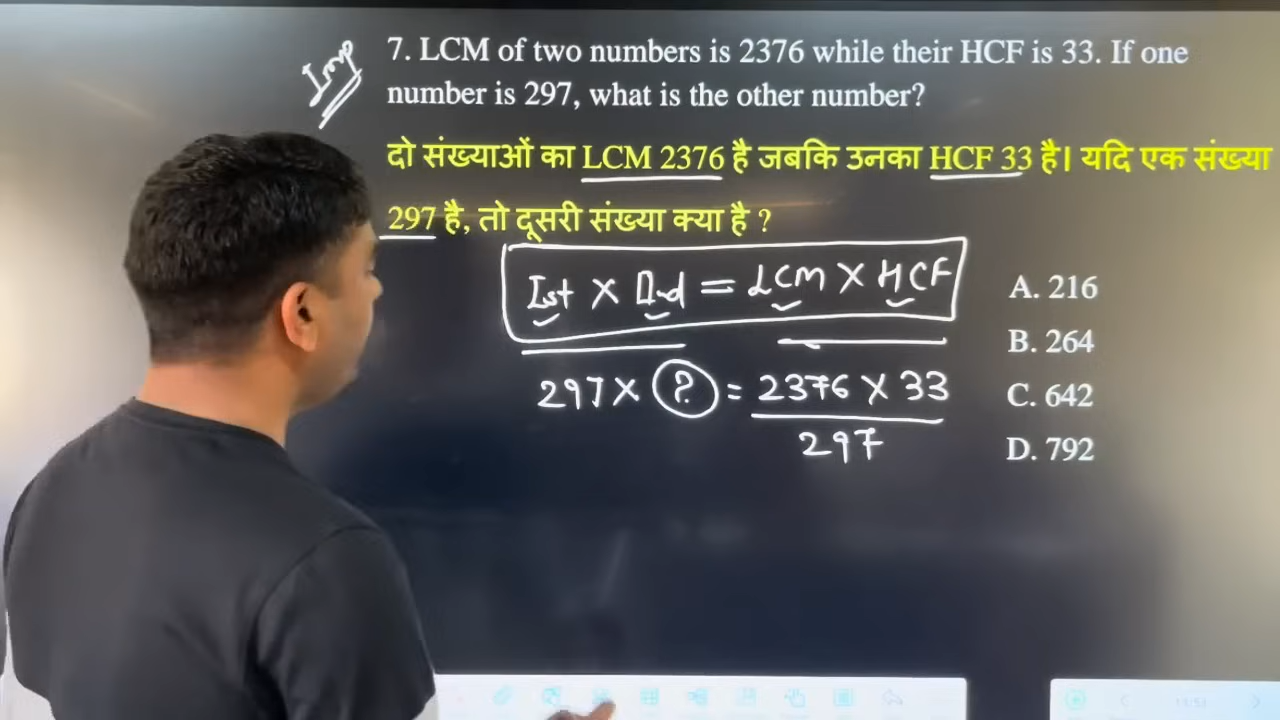 Imp
7. LCM of two numbers is 2376 while their HCF is 33. If one
number is 297, what is the other number?
दो संख्याओं का LCM 2376 है जबकि उनका HCF 33 है। यदि एक संख्या
297 है, तो दूसरी संख्या क्या है ?
Ist X IInd = LCM X HCF
297 X ? = 2376 X 33
297
A. 216
B. 264
C. 642
D. 792